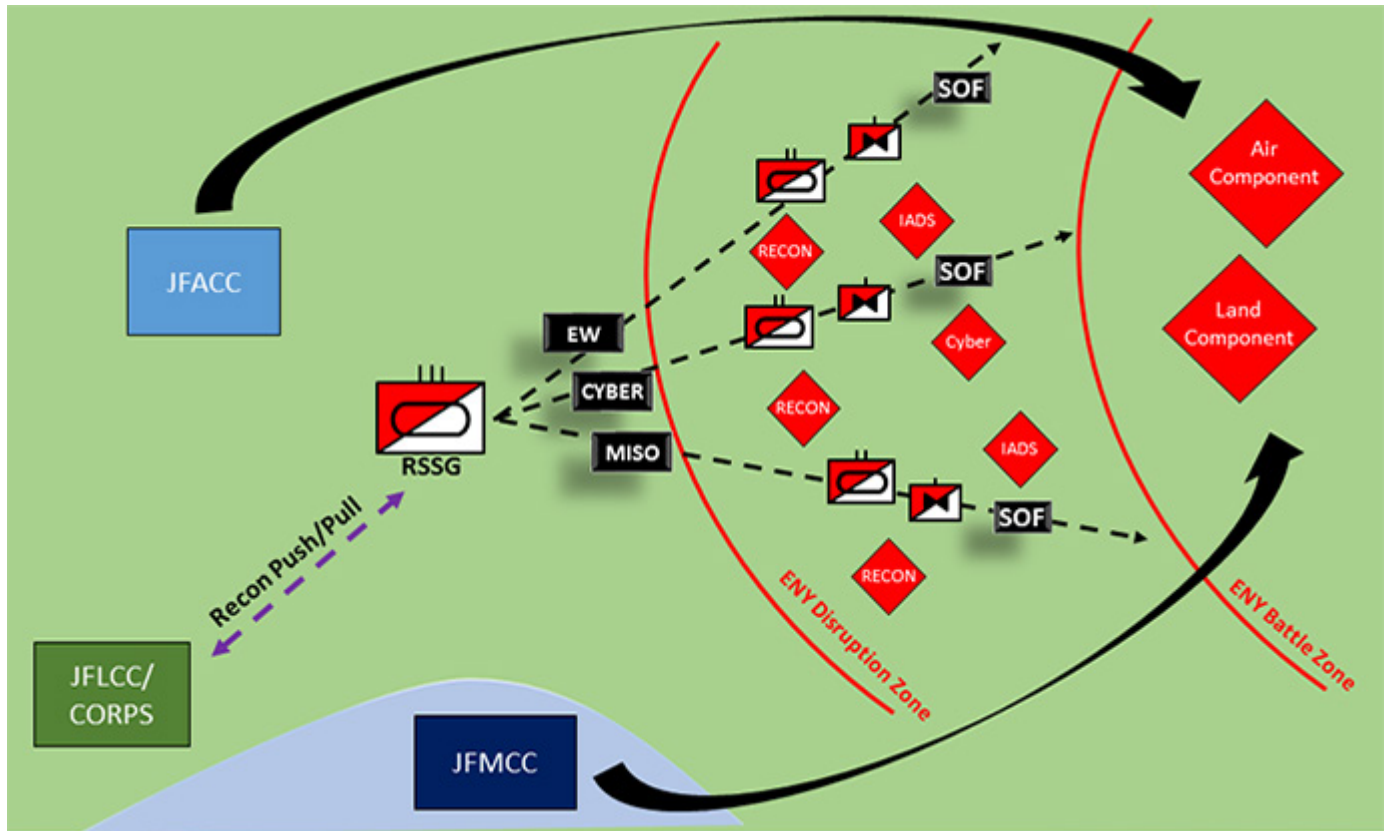 SOF
Air
Component
IADS
RECON
JFACC
SOF
Land
Component
EW
Cyber
CYBER
RECON
MISO
IADS
RSSG
SOF
Recon Push/Pull
RECON
ENY Disruption Zone
ENY Battle Zone
JFLCC/
CORPS
JFMCC